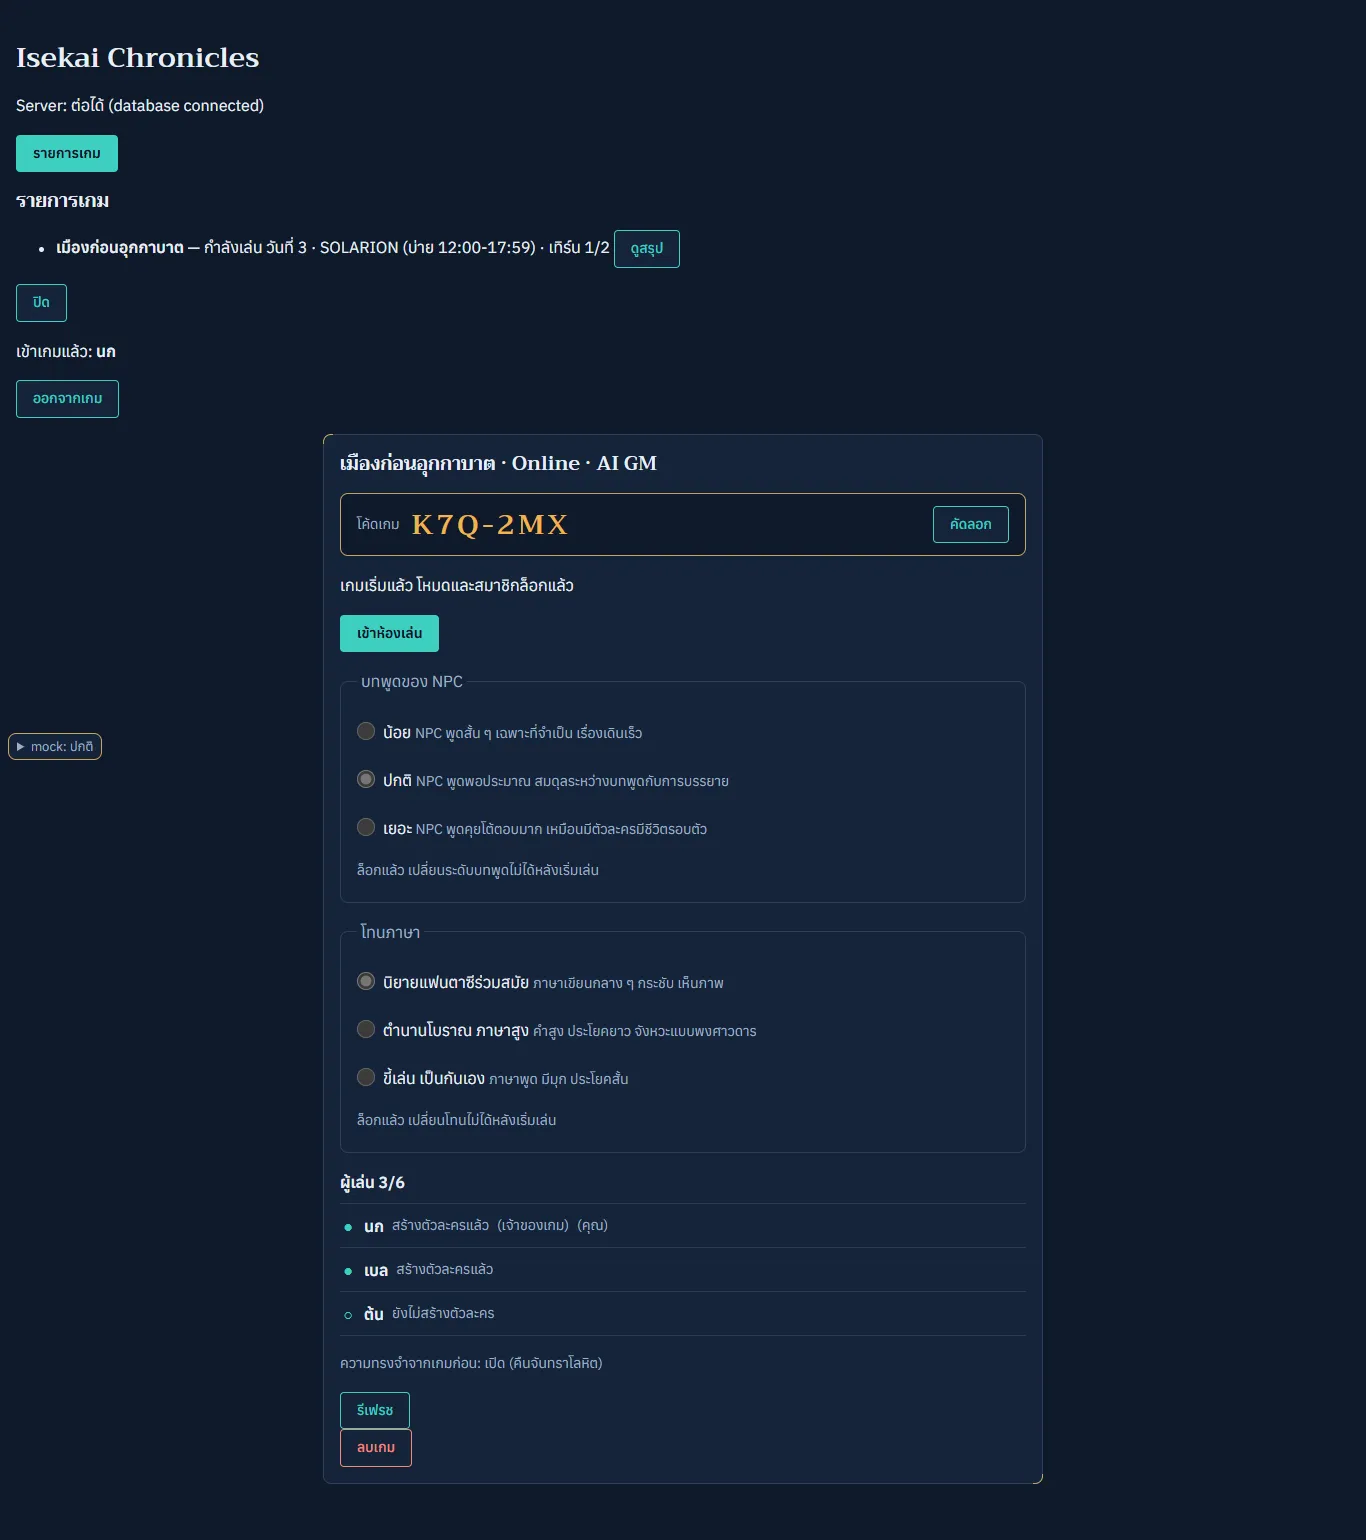 Isekai Chronicles
Server: ต่อได้ (database connected)
รายการเกม
รายการเกม
เมืองก่อนอุกกาบาต — กำลังเล่น วันที่ 3 · SOLARION (บ่าย 12:00-17:59) · เทิร์น 1/2 ดูสรุป
ปิด
เข้าเกมแล้ว: นก
ออกจากเกม
เมืองก่อนอุกกาบาต · Online · AI GM
โค้ดเกม K7Q-2MX คัดลอก
เกมเริ่มแล้ว โหมดและสมาชิกล็อกแล้ว
เข้าห้องเล่น
บทพูดของ NPC
น้อย NPC พูดสั้น ๆ เฉพาะที่จำเป็น เรื่องเดินเร็ว
mock: ปกติ
ปกติ NPC พูดพอประมาณ สมดุลระหว่างบทพูดกับการบรรยาย
เยอะ NPC พูดคุยโต้ตอบมาก เหมือนมีตัวละครมีชีวิตรอบตัว
ล็อกแล้ว เปลี่ยนระดับบทพูดไม่ได้หลังเริ่มเล่น
โทนภาษา
นิยายแฟนตาซีร่วมสมัย ภาษาเขียนกลาง ๆ กระชับ เห็นภาพ
ตำนานโบราณ ภาษาสูง คำสูง ประโยคยาว จังหวะแบบพงศาวดาร
ขี้เล่น เป็นกันเอง ภาษาพูด มีมุก ประโยคสั้น
ล็อกแล้ว เปลี่ยนโทนไม่ได้หลังเริ่มเล่น
ผู้เล่น 3/6
นก สร้างตัวละครแล้ว (เจ้าของเกม) (คุณ)
เบล สร้างตัวละครแล้ว
ต้น ยังไม่สร้างตัวละคร
ความทรงจำจากเกมก่อน: เปิด (คืนจันทราโลหิต)
รีเฟรช
ลบเกม